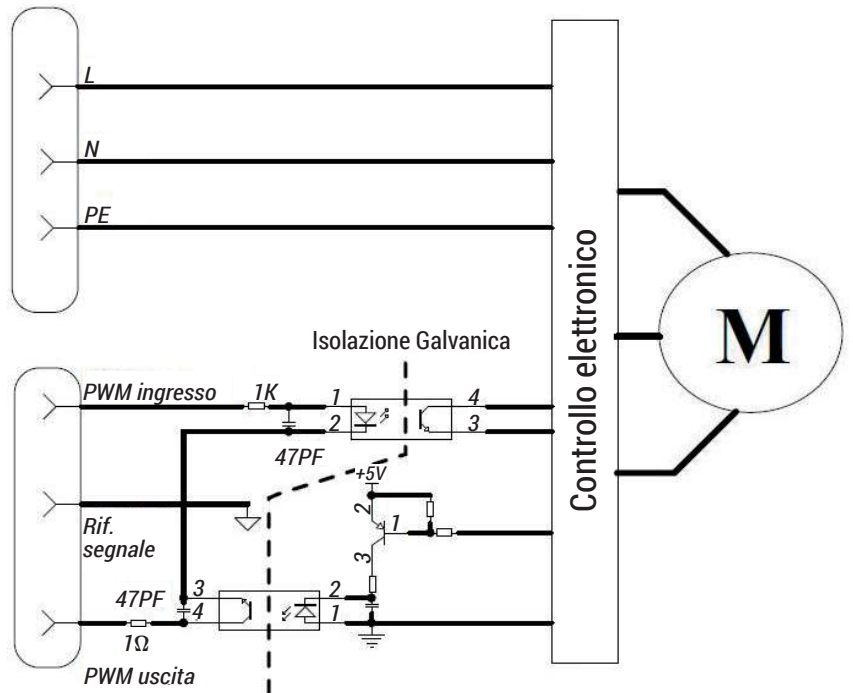 L
N
PE
Controllo elettronico
M
Isolazione Galvanica
PWM ingresso
1K
1
4
2
3
47PF
+5V
2
1
3
Rif.
segnale
47PF
3
2
4
1
1Ω
PWM uscita